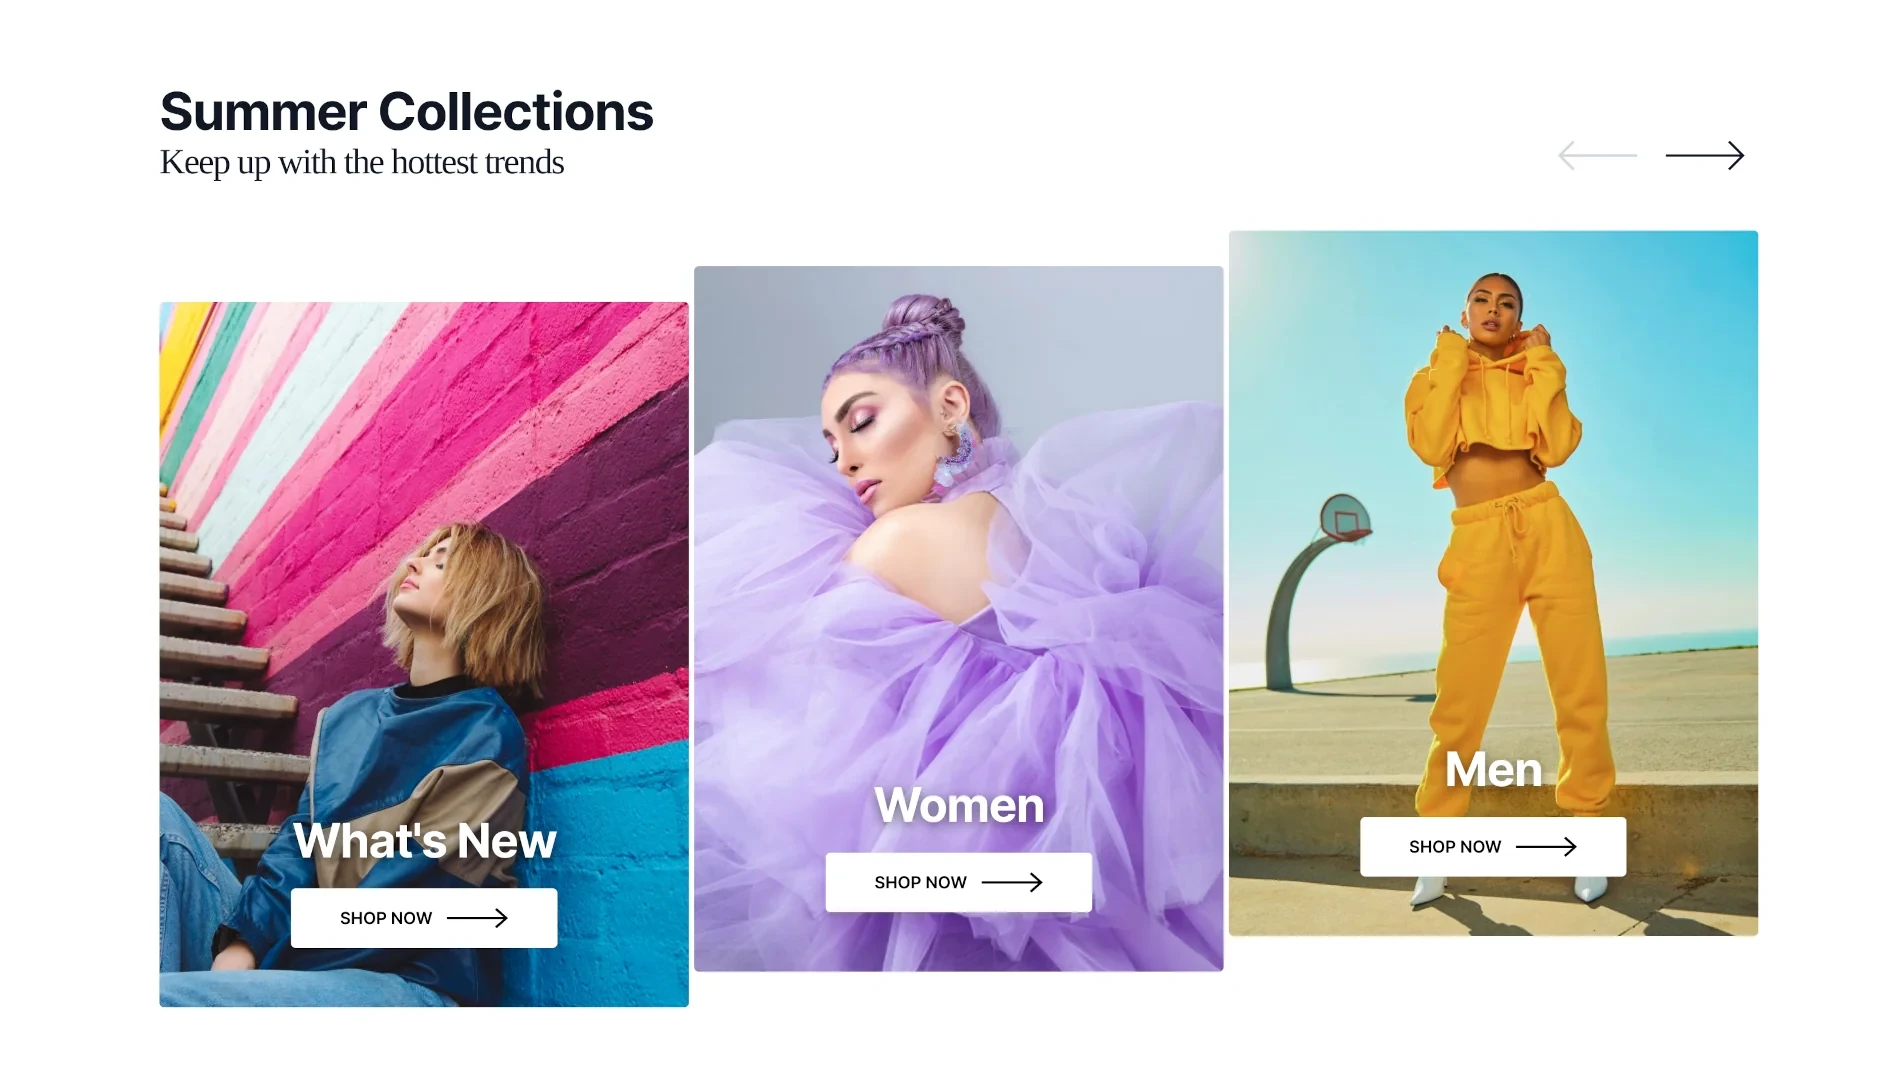 Summer Collections
Keep up with the hottest trends
What's New
SHOP NOW
Women
SHOP NOW
Men
SHOP NOW